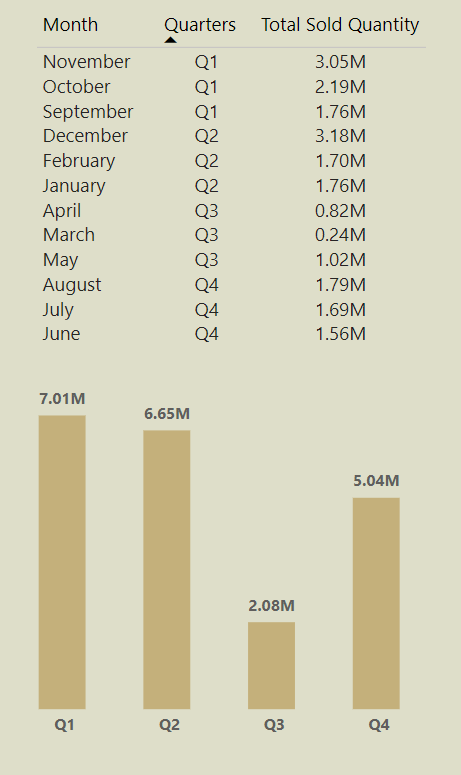 Month Quarters Total Sold Quantity
November Q1 3.05M
October Q1 2.19M
September Q1 1.76M
December Q2 3.18M
February Q2 1.70M
January Q2 1.76M
April Q3 0.82M
March Q3 0.24M
May Q3 1.02M
August Q4 1.79M
July Q4 1.69M
June Q4 1.56M
7.01M
6.65M
5.04M
2.08M
Q1 Q2 Q3 Q4